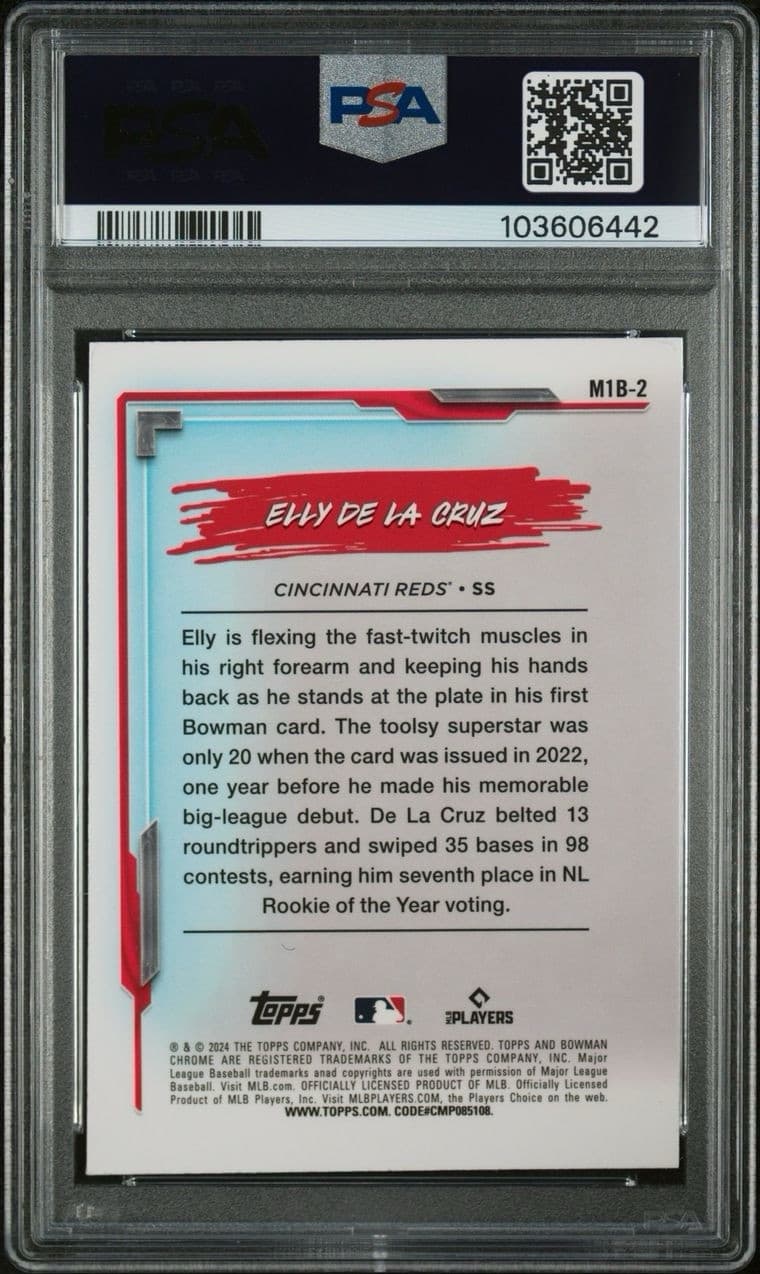 PSA
103606442
M1B-2
ELLY DE LA CRUZ
CINCINNATI REDS • SS
Elly is flexing the fast-twitch muscles in
his right forearm and keeping his hands
back as he stands at the plate in his first
Bowman card. The toolsy superstar was
only 20 when the card was issued in 2022,
one year before he made his memorable
big-league debut. De La Cruz belted 13
roundtrippers and swiped 35 bases in 98
contests, earning him seventh place in NL
Rookie of the Year voting.
Topps® MLB PLAYERS
® & © 2024 THE TOPPS COMPANY, INC. ALL RIGHTS RESERVED. TOPPS AND BOWMAN
CHROME ARE REGISTERED TRADEMARKS OF THE TOPPS COMPANY, INC. Major
League Baseball trademarks anad copyrights are used with permission of Major League
Baseball. Visit MLB.com. OFFICIALLY LICENSED PRODUCT OF MLB. Officially Licensed
Product of MLB Players, Inc. Visit MLBPLAYERS.COM, the Players Choice on the web.
WWW.TOPPS.COM. CODE#CMP085108.
PSA